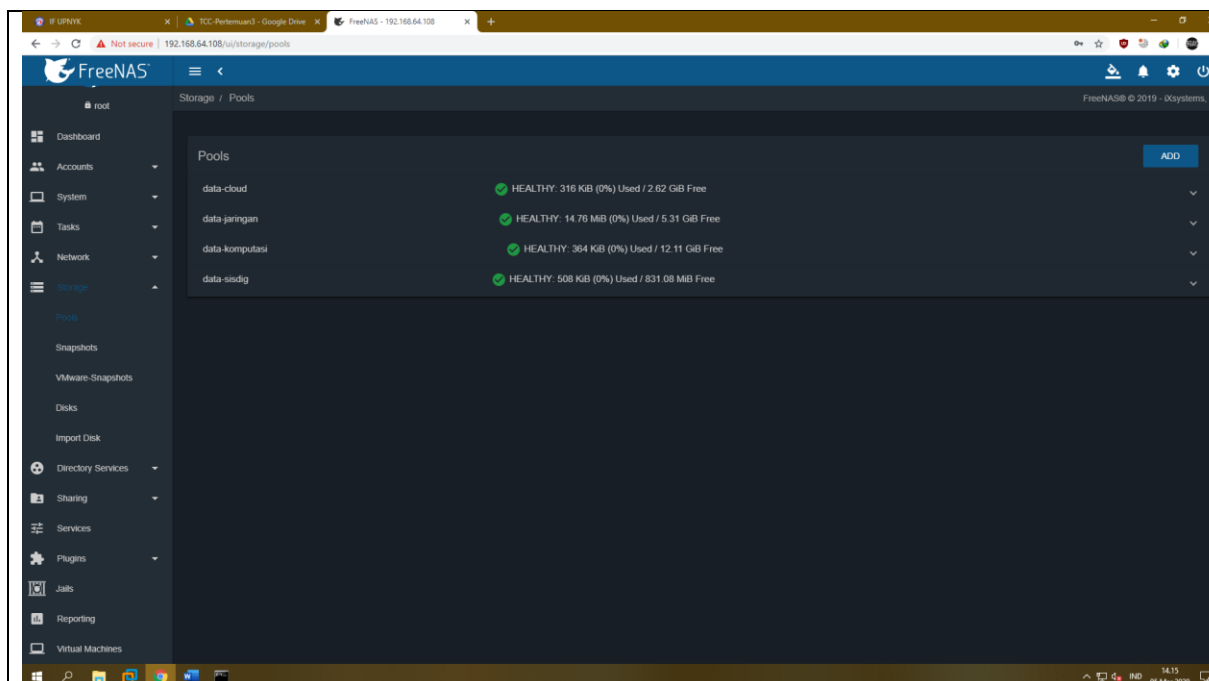 IF UPNYK
TCC-Pertemuan3 - Google Drive
FreeNAS - 192.168.64.108
Not secure | 192.168.64.108/ui/storage/pools
FreeNAS
root
Storage / Pools
FreeNAS® © 2019 - iXsystems,
Dashboard
Accounts
System
Tasks
Network
Storage
Pools
Snapshots
VMware-Snapshots
Disks
Import Disk
Directory Services
Sharing
Services
Plugins
Jails
Reporting
Virtual Machines
Pools
ADD
data-cloud HEALTHY: 316 KiB (0%) Used / 2.62 GiB Free
data-jaringan HEALTHY: 14.76 MiB (0%) Used / 5.31 GiB Free
data-komputasi HEALTHY: 364 KiB (0%) Used / 12.11 GiB Free
data-sisdig HEALTHY: 508 KiB (0%) Used / 831.08 MiB Free
IND
14.15